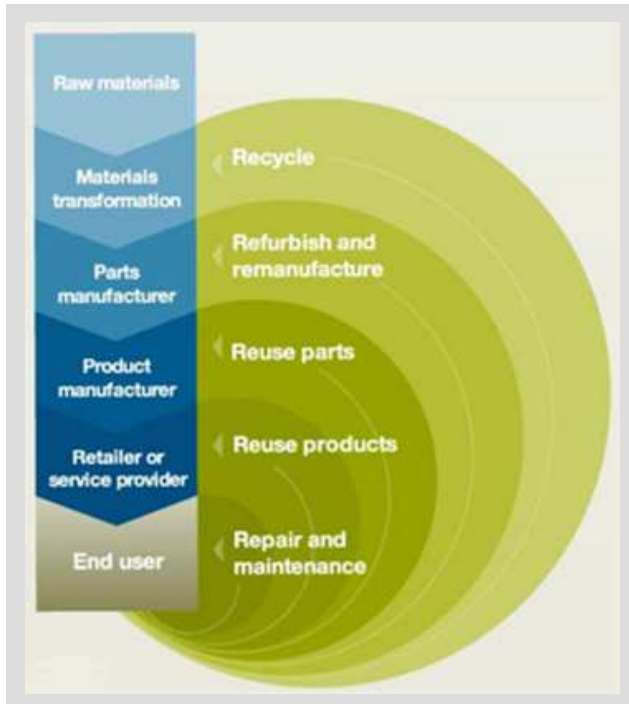 Raw materials
Materials
transformation
Parts
manufacturer
Product
manufacturer
Retailer or
service provider
End user
Recycle
Refurbish and
remanufacture
Reuse parts
Reuse products
Repair and
maintenance